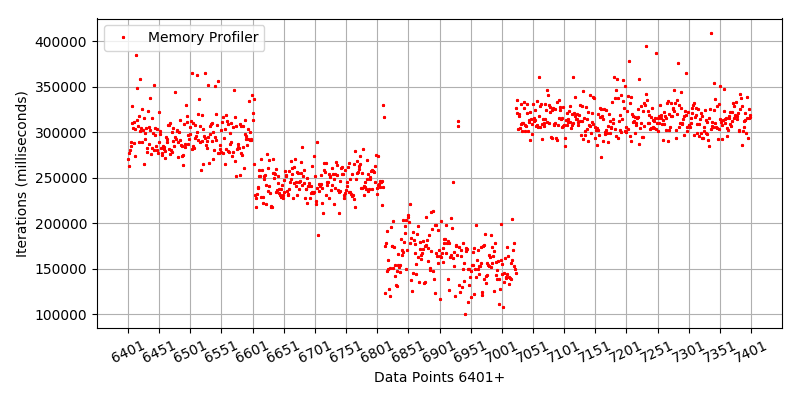 Memory Profiler
400000
350000
300000
250000
200000
150000
100000
Iterations (milliseconds)
6401 6451 6501 6551 6601 6651 6701 6751 6801 6851 6901 6951 7001 7051 7101 7151 7201 7251 7301 7351 7401
Data Points 6401+